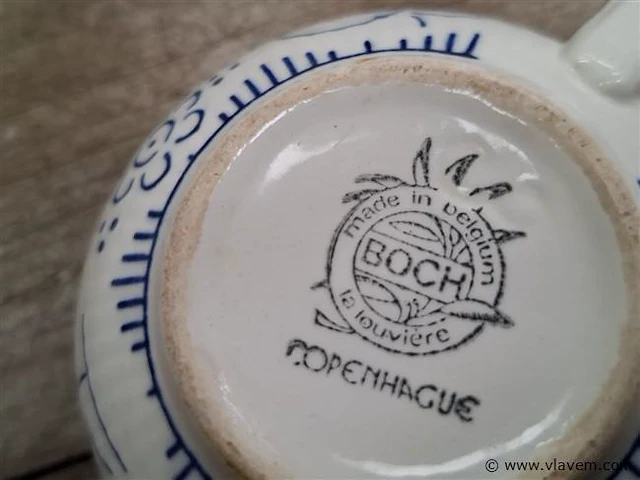 made in belgium
BOCH
la louvière
COPENHAGUE
© www.vlavem.com